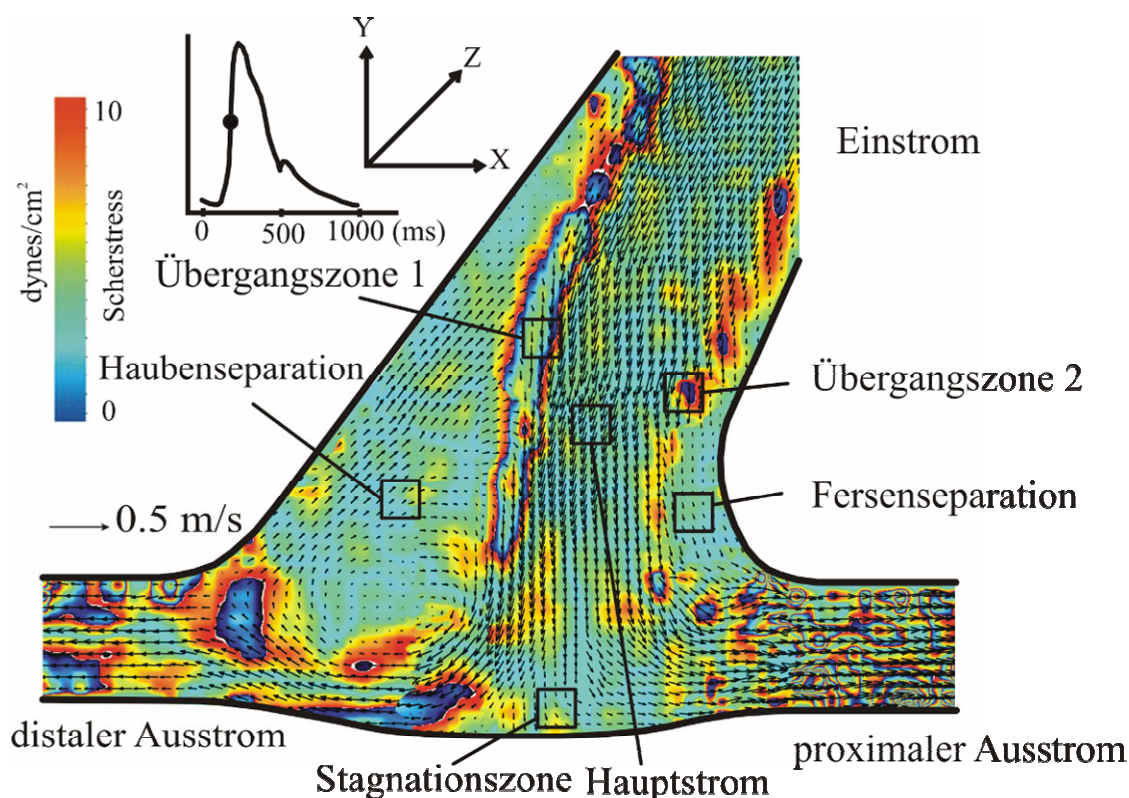 Y
Z
X
10
dynes/cm²
Scherstress
0
0 500 1000 (ms)
Einstrom
Übergangszone 1
Haubenseparation
Übergangszone 2
Fersenseparation
0.5 m/s
distaler Ausstrom
proximaler Ausstrom
Stagnationszone Hauptstrom